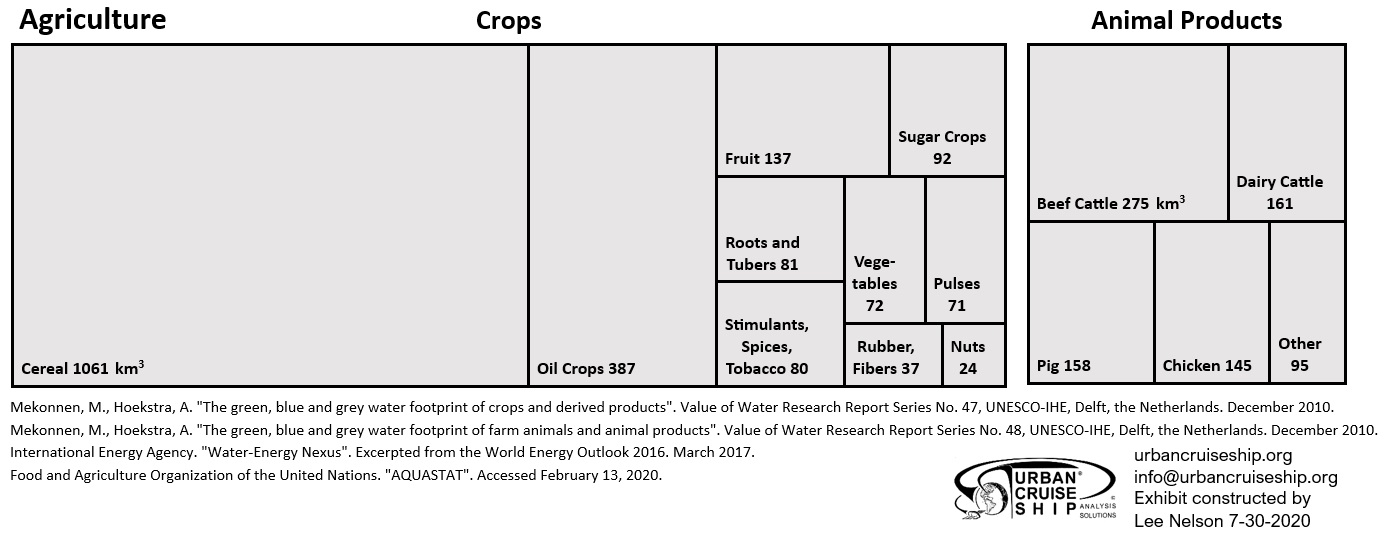 Agriculture
Crops
Animal Products
Cereal 1061 km³
Oil Crops 387
Fruit 137
Sugar Crops
92
Roots and
Tubers 81
Stimulants,
Spices,
Tobacco 80
Vege-
tables
72
Pulses
71
Rubber,
Fibers 37
Nuts
24
Beef Cattle 275 km³
Dairy Cattle
161
Pig 158
Chicken 145
Other
95
Mekonnen, M., Hoekstra, A. "The green, blue and grey water footprint of crops and derived products". Value of Water Research Report Series No. 47, UNESCO-IHE, Delft, the Netherlands. December 2010.
Mekonnen, M., Hoekstra, A. "The green, blue and grey water footprint of farm animals and animal products". Value of Water Research Report Series No. 48, UNESCO-IHE, Delft, the Netherlands. December 2010.
International Energy Agency. "Water-Energy Nexus". Excerpted from the World Energy Outlook 2016. March 2017.
Food and Agriculture Organization of the United Nations. "AQUASTAT". Accessed February 13, 2020.
URBAN®
CRUISE ©
SHIP ANALYSIS
SOLUTIONS
urbancruiseship.org
info@urbancruiseship.org
Exhibit constructed by
Lee Nelson 7-30-2020